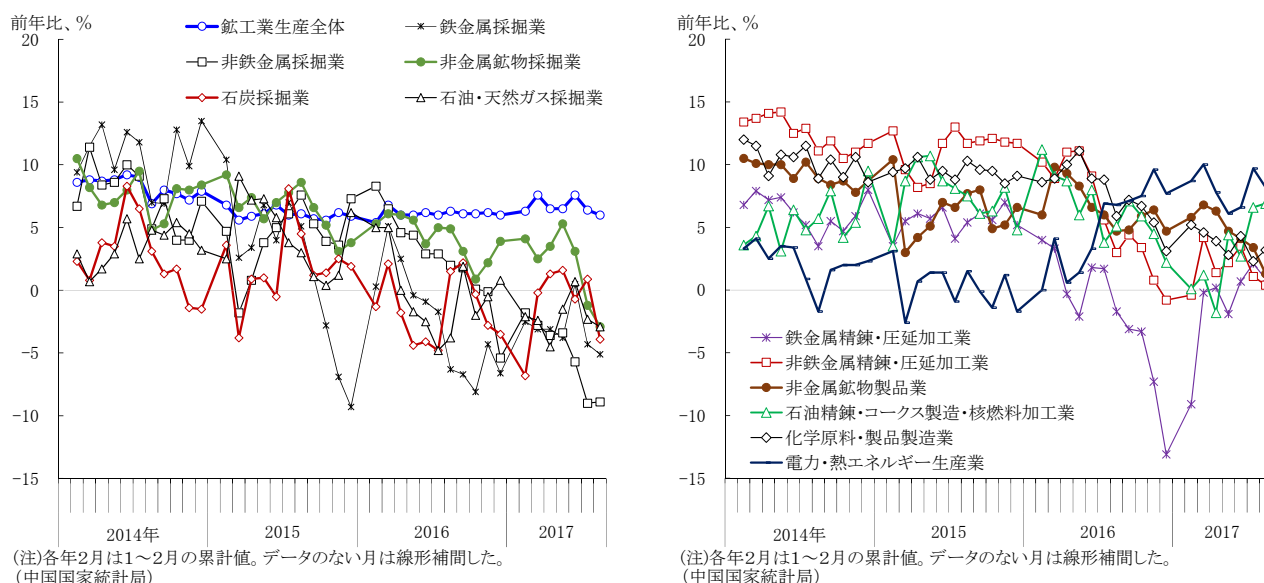 前年比、%
20
15
10
5
0
-5
-10
-15
鉱工業生産全体
鉄金属採掘業
非鉄金属採掘業
非金属鉱物採掘業
石炭採掘業
石油・天然ガス採掘業
2014年
2015
2016
2017
(注)各年2月は1～2月の累計値。データのない月は線形補間した。
(中国国家統計局)
前年比、%
20
15
10
5
0
-5
-10
-15
鉄金属精錬・圧延加工業
非鉄金属精錬・圧延加工業
非金属鉱物製品業
石油精錬・コークス製造・核燃料加工業
化学原料・製品製造業
電力・熱エネルギー生産業
2014年
2015
2016
2017
(注)各年2月は1～2月の累計値。データのない月は線形補間した。
(中国国家統計局)